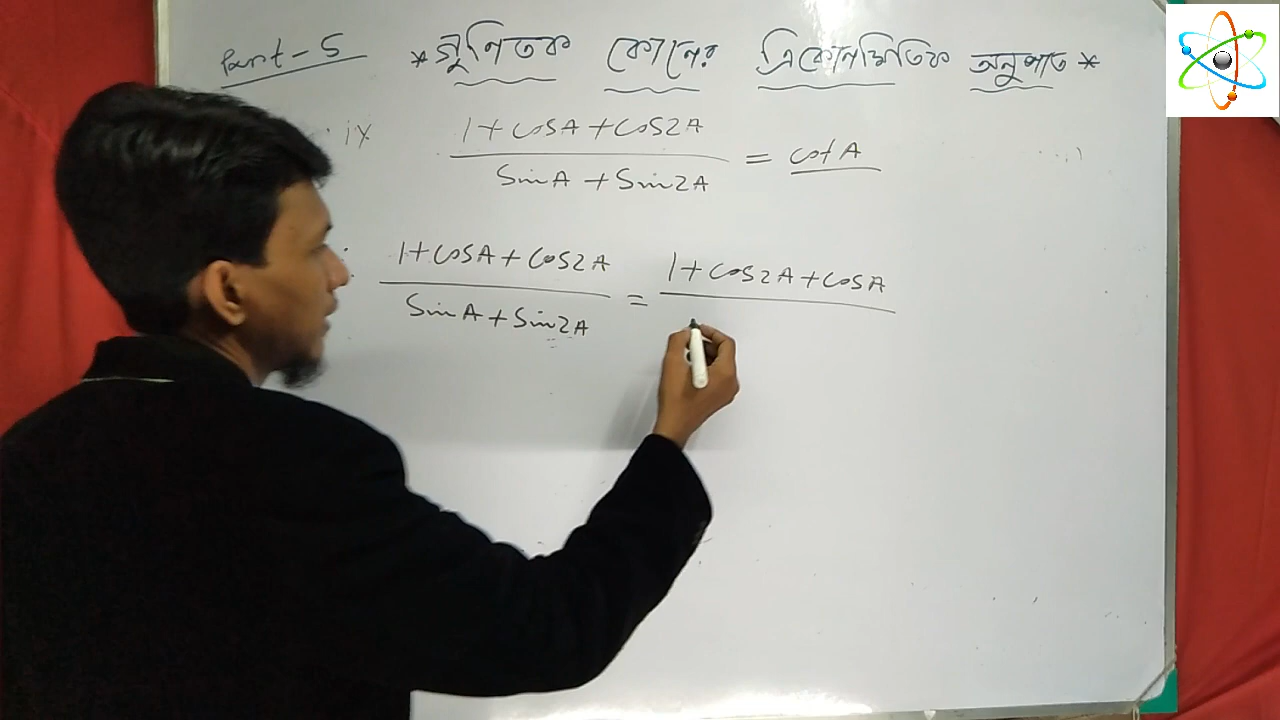 Part-5 *গুনিতক কোনের ত্রিকোনমিতিক অনুপাত*
ix 1+cosA+cos2A / SinA+Sin2A = cotA
: 1+cosA+cos2A / SinA+Sin2A = 1+cos2A+cosA